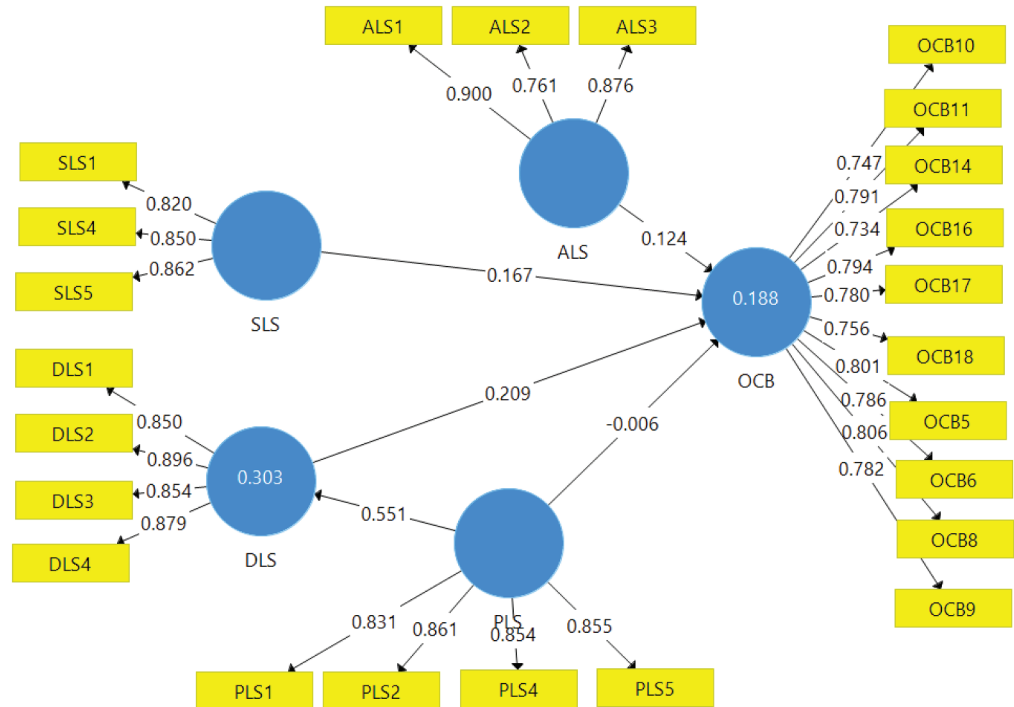 ALS1
ALS2
ALS3
0.900
0.761
0.876
ALS
SLS1
SLS4
SLS5
0.820
0.850
0.862
SLS
0.167
0.124
0.188
OCB
OCB10
OCB11
OCB14
OCB16
OCB17
OCB18
OCB5
OCB6
OCB8
OCB9
0.747
0.791
0.734
0.794
0.780
0.756
0.801
0.786
0.806
0.782
DLS1
DLS2
DLS3
DLS4
0.850
0.896
0.854
0.879
0.303
DLS
0.209
-0.006
0.551
PLS
0.831
0.861
0.854
0.855
PLS1
PLS2
PLS4
PLS5